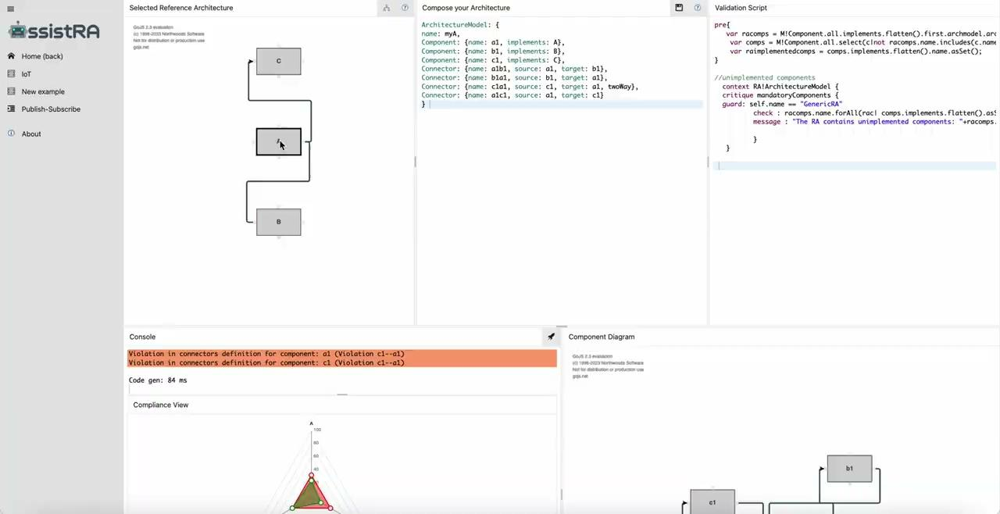 ssistRA
Home (back)
IoT
New example
Publish-Subscribe
About
Selected Reference Architecture
GoJS 2.3 evaluation
(c) 1998-2023 Northwoods Software
Not for distribution or production use
gojs.net
C
B
Compose your Architecture
ArchitectureModel: {
name: myA,
Component: {name: a1, implements: A},
Component: {name: b1, implements: B},
Component: {name: c1, implements: C},
Connector: {name: a1b1, source: a1, target: b1},
Connector: {name: b1a1, source: b1, target: a1},
Connector: {name: c1a1, source: c1, target: a1, twoWay},
Connector: {name: a1c1, source: a1, target: c1}
}
Validation Script
pre{
var racomps = M!Component.all.implements.flatten().first.archmodel.arc
var comps = M!Component.all.select(c|not racomps.name.includes(c.name
var raimplementedcomps = comps.implements.flatten().name.asSet();
}
//unimplemented components
context RA!ArchitectureModel {
critique mandatoryComponents {
guard: self.name == "GenericRA"
check : racomps.name.forAll(rac| comps.implements.flatten().asS
message : "The RA contains unimplemented components: "+racomps.
}
}
Console
Violation in connectors definition for component: a1 (Violation c1--a1)
Violation in connectors definition for component: c1 (Violation c1--a1)
Code gen: 84 ms
Compliance View
A
100
80
60
40
Component Diagram
GoJS 2.3 evaluation
(c) 1998-2023 Northwoods Software
Not for distribution or production use
gojs.net
b1
c1